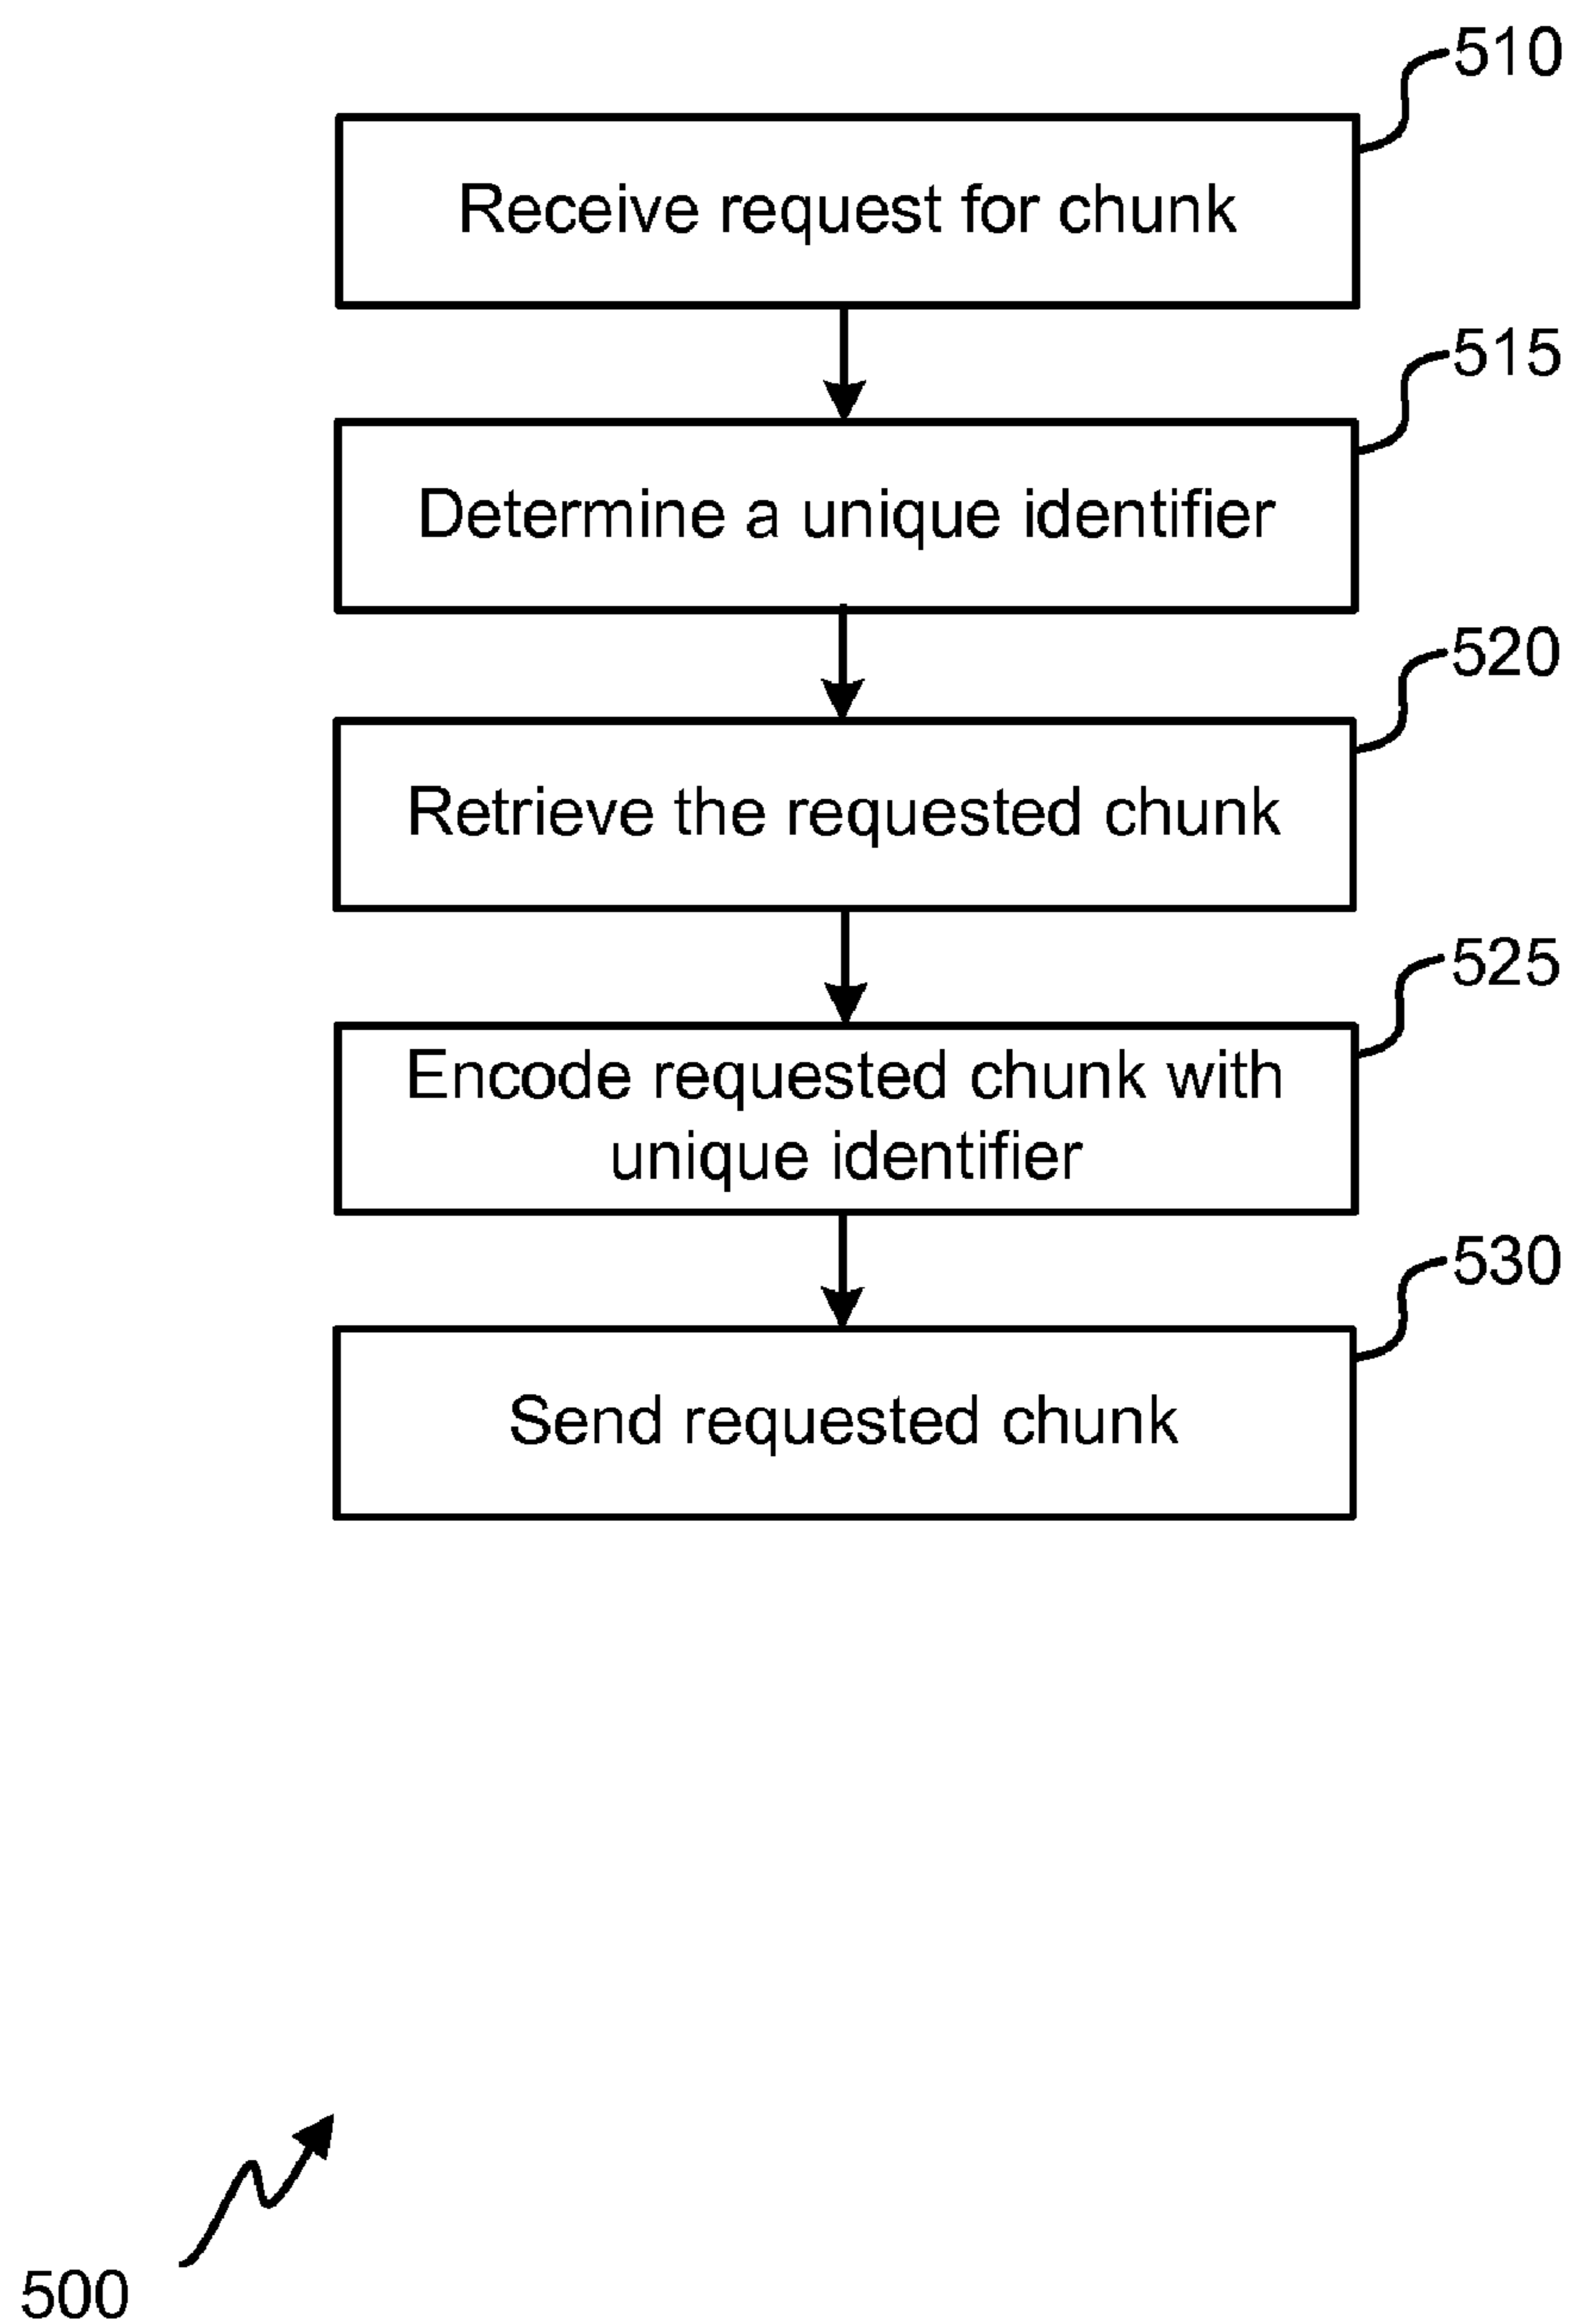 510
Receive request for chunk
515
Determine a unique identifier
520
Retrieve the requested chunk
525
Encode requested chunk with
unique identifier
530
Send requested chunk
500